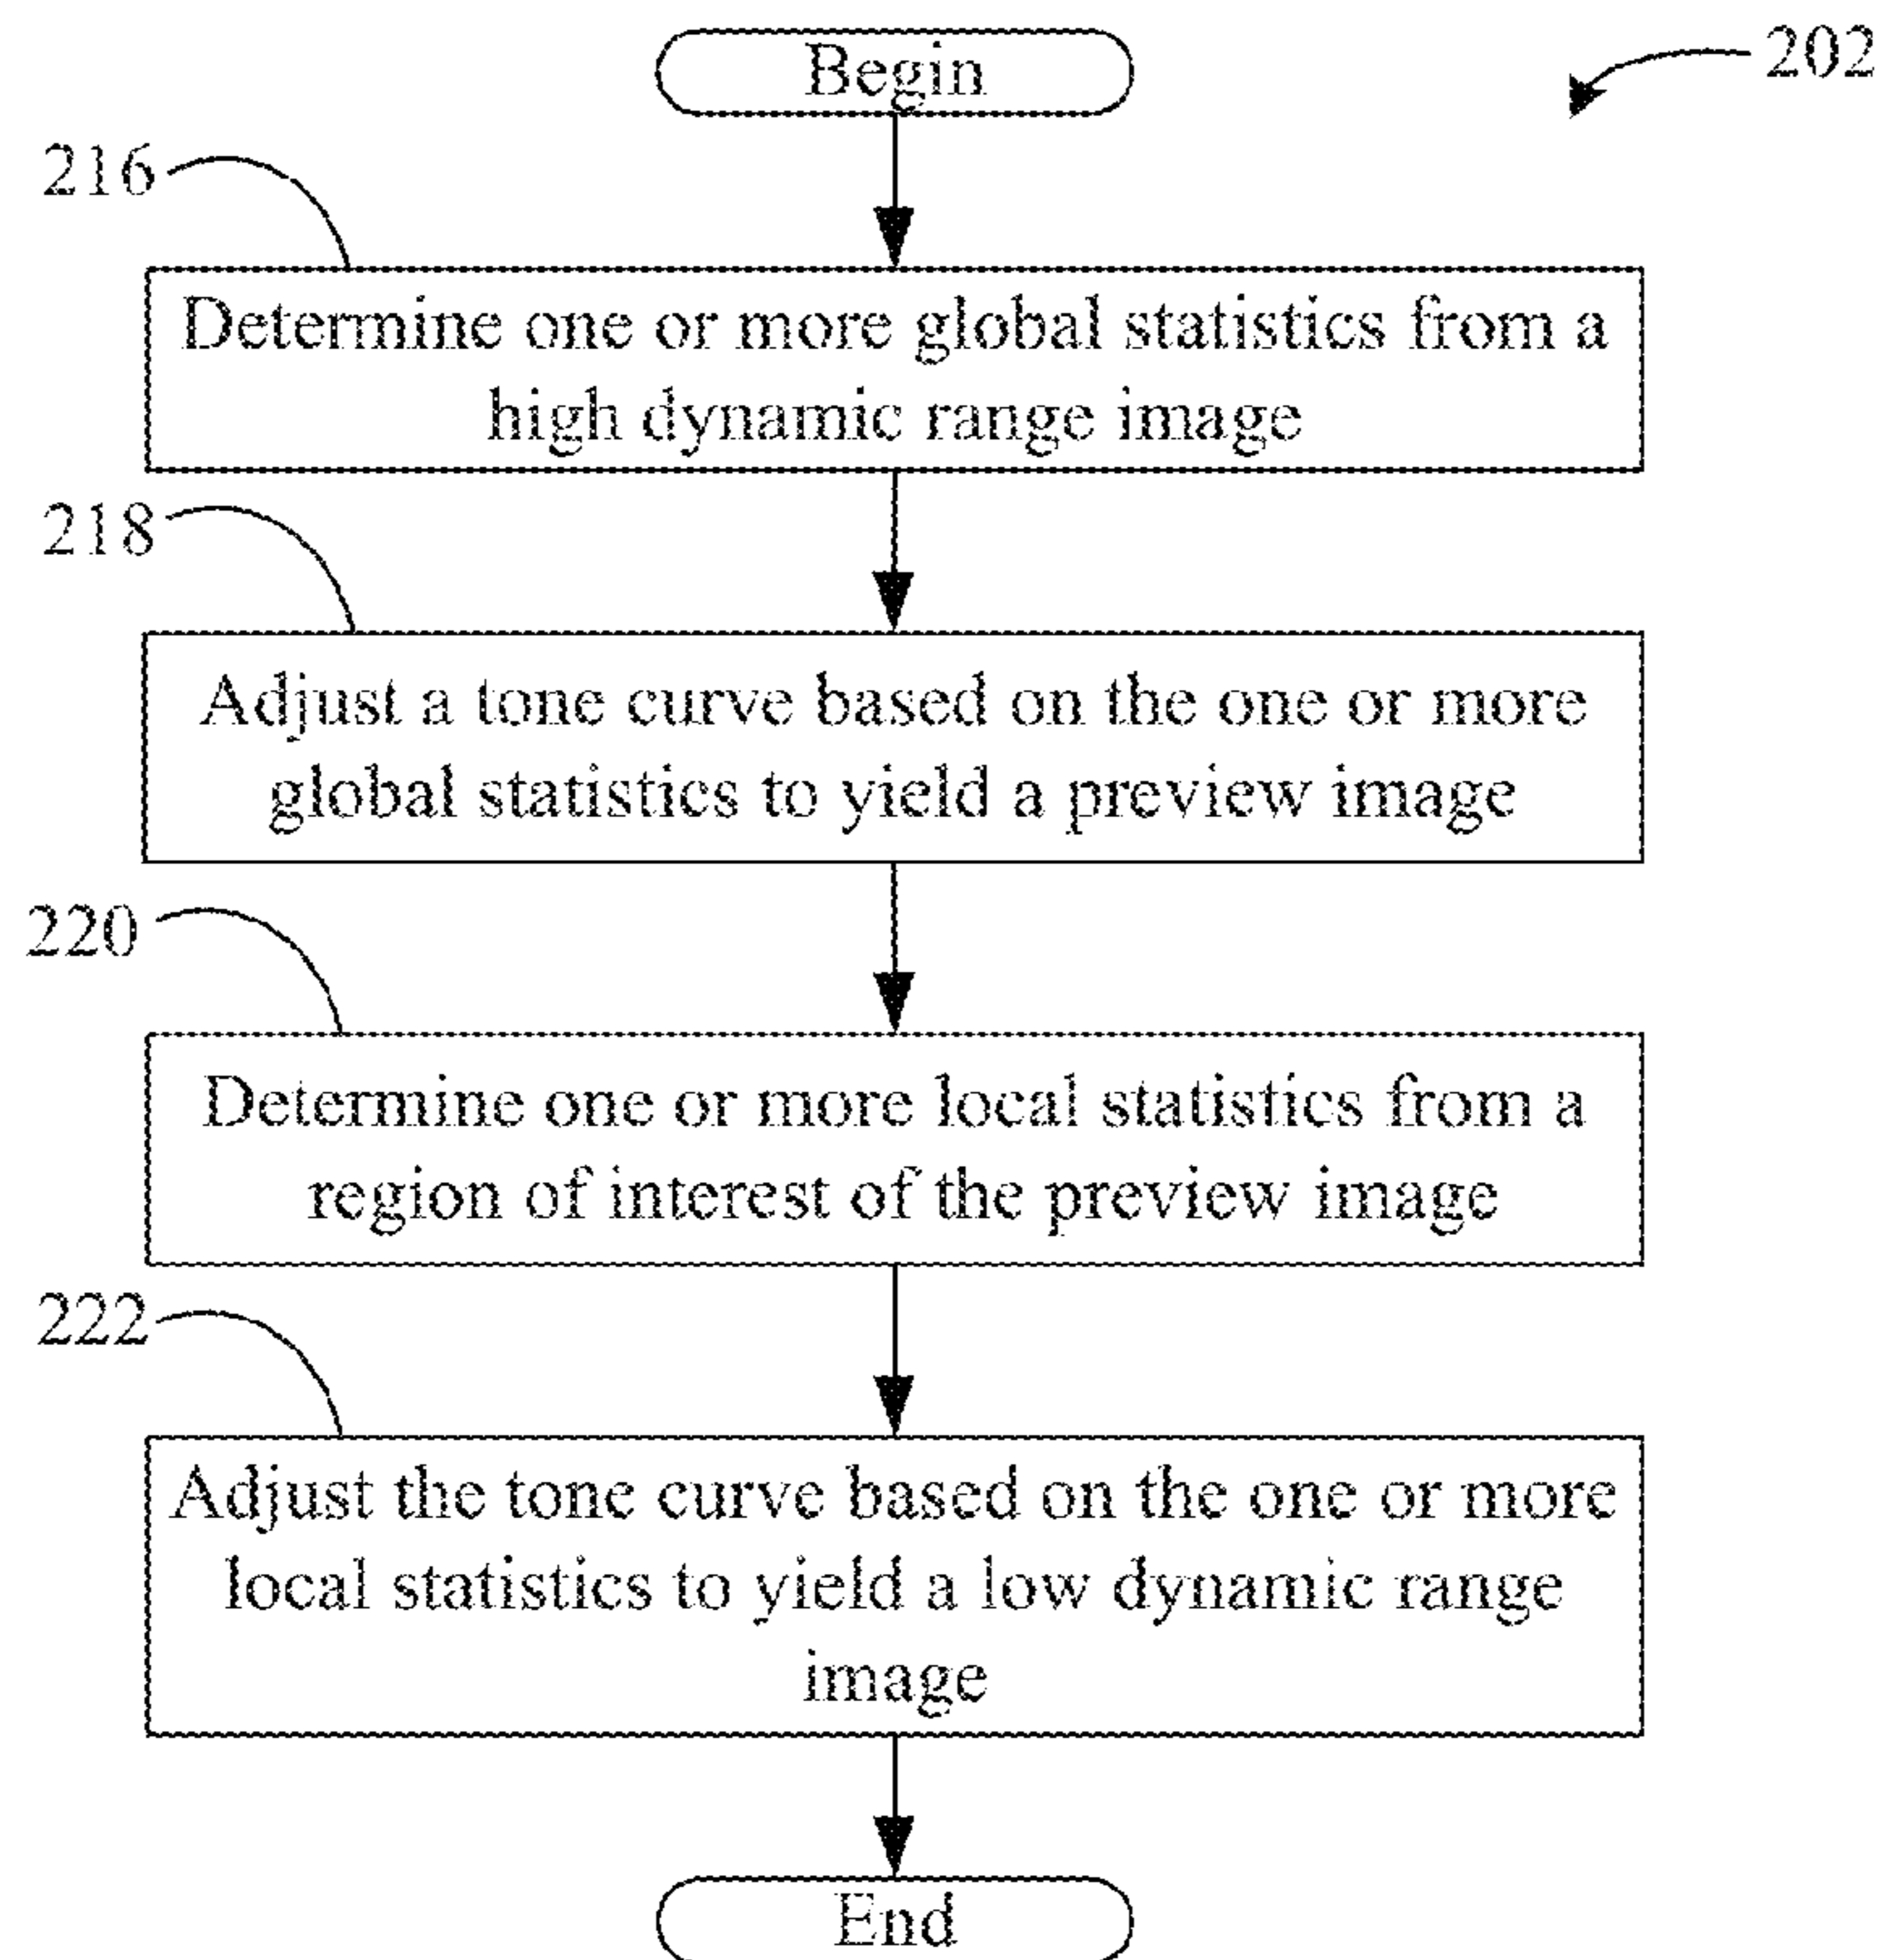 Begin
202
216
Determine one or more global statistics from a
high dynamic range image
218
Adjust a tone curve based on the one or more
global statistics to yield a preview image
220
Determine one or more local statistics from a
region of interest of the preview image
222
Adjust the tone curve based on the one or more
local statistics to yield a low dynamic range
image
End